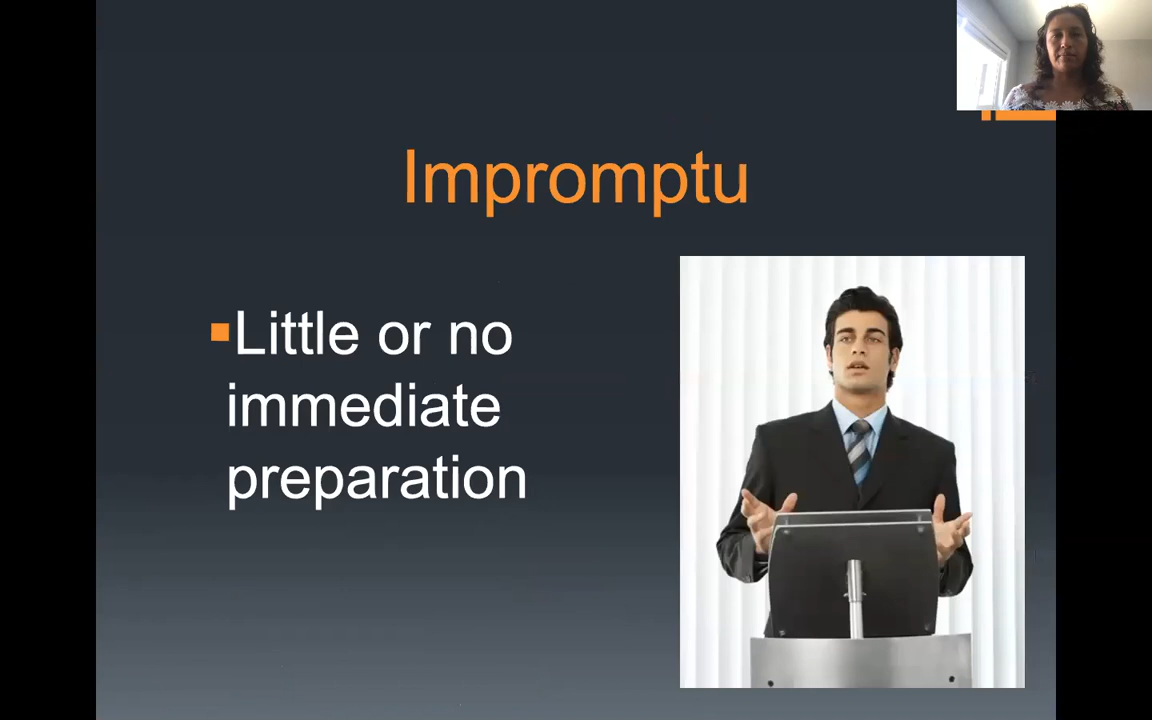 Impromptu
Little or no
immediate
preparation